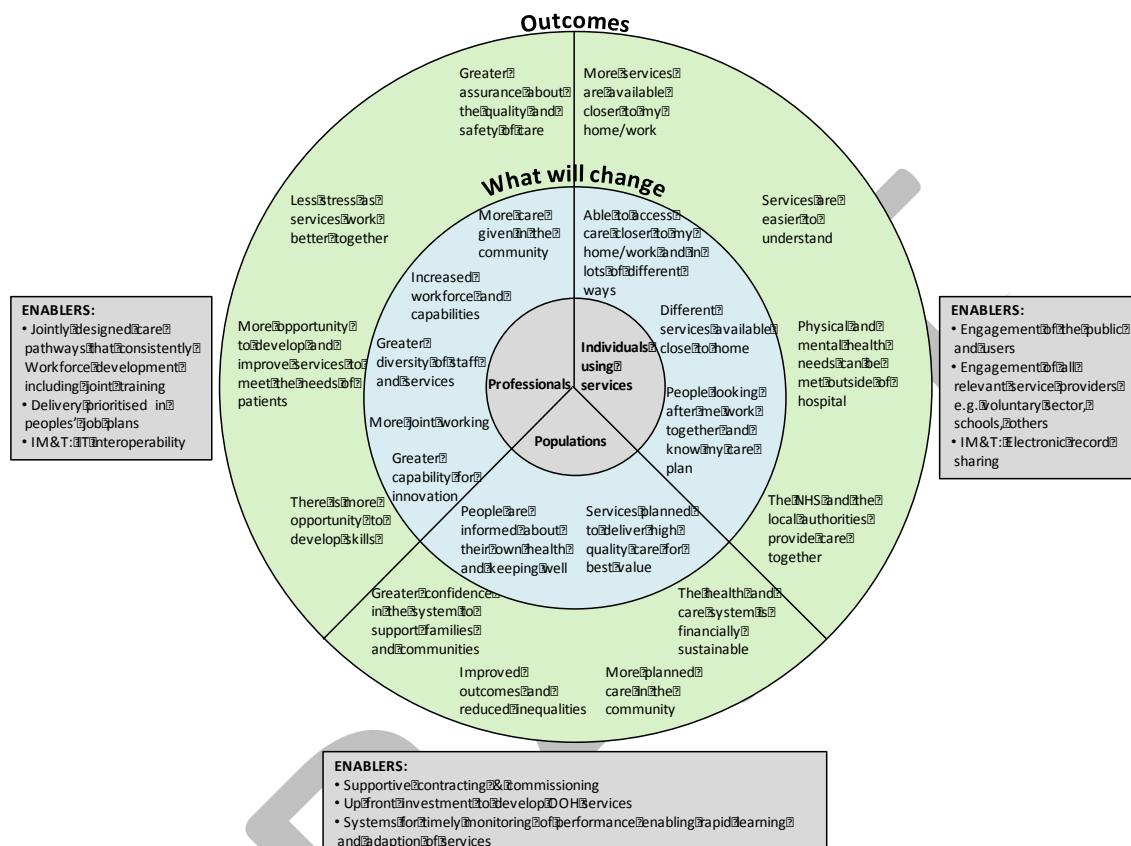 Outcomes
Greater
assurance about
the quality and
safety of care
More services
are available
closer to my
home/work
What will change
Less stress as
services work
better together
Services are
easier to
understand
More care
given in the
community
Able to access
care closer to my
home/work and in
lots of different
ways
Increased
workforce and
capabilities
Different
services available
close to home
ENABLERS:
• Jointly designed care
pathways that consistently
Workforce development
including joint training
• Delivery prioritised in
peoples' job plans
• IM&T: IT interoperability
More opportunity
to develop and
improve services to
meet the needs of
patients
Greater
diversity of staff
and services
Professionals
Individuals
using
services
Populations
Physical and
mental health
needs can be
met outside of
hospital
ENABLERS:
• Engagement of the public
and users
• Engagement of all
relevant service providers
e.g. voluntary sector,
schools, others
• IM&T: Electronic record
sharing
More joint working
People looking
after me work
together and
know my care
plan
Greater
capability for
innovation
There is more
opportunity to
develop skills
The NHS and the
local authorities
provide care
together
People are
informed about
their own health
and keeping well
Services planned
to deliver high
quality care for
best value
Greater confidence
in the system to
support families
and communities
The health and
care system is
financially
sustainable
Improved
outcomes and
reduced inequalities
More planned
care in the
community
ENABLERS:
• Supportive contracting & commissioning
• Up front investment to develop OOH services
• Systems for timely monitoring of performance enabling rapid learning
and adaption of services